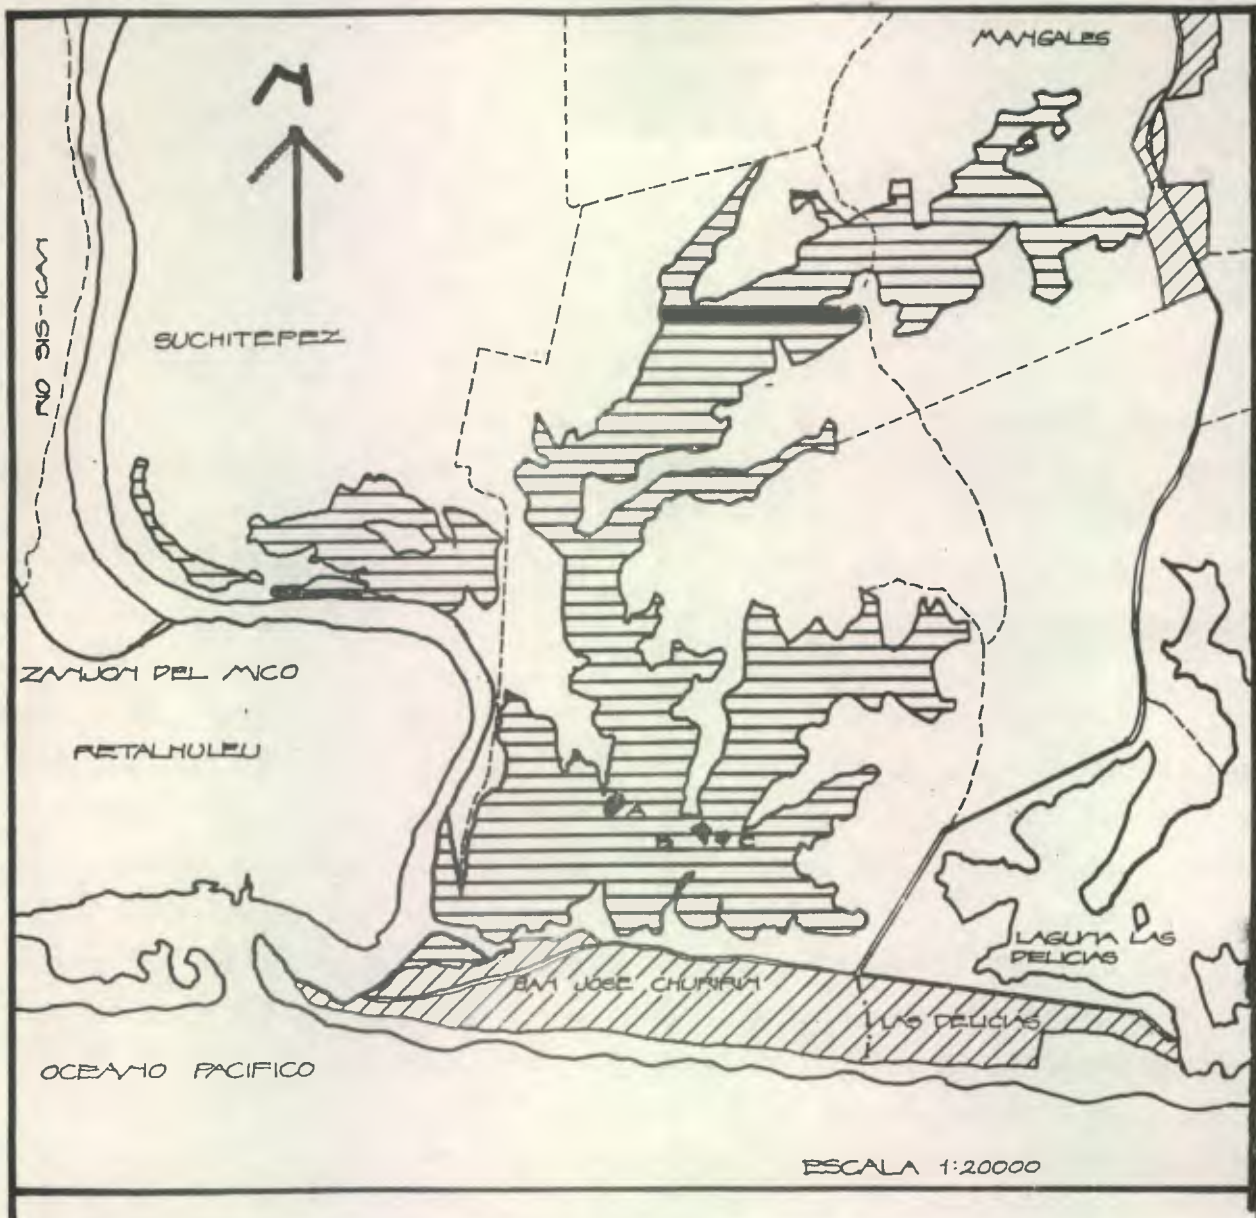 MANGALES
N
RIO SIS-ICAN
SUCHITEPEZ
ZANJON DEL MICO
RETALHULEU
A
B
C
LAGUNA LAS
DELICIAS
SAN JOSE CHURIRIN
LAS DELICIAS
OCEANO PACIFICO
ESCALA 1:20000